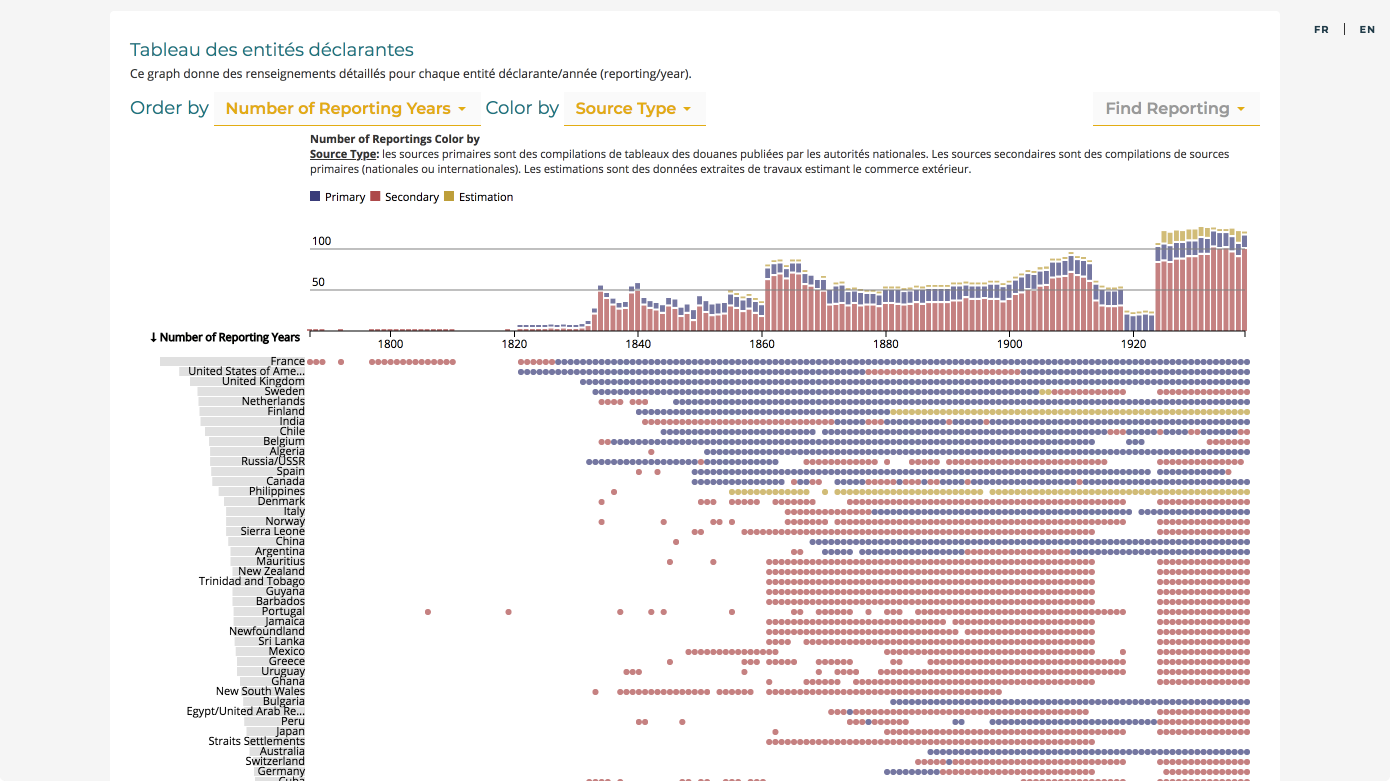 FR | EN
Tableau des entités déclarantes
Ce graph donne des renseignements détaillés pour chaque entité déclarante/année (reporting/year).
Order by Number of Reporting Years Color by Source Type Find Reporting
Number of Reportings Color by
Source Type: les sources primaires sont des compilations de tableaux des douanes publiées par les autorités nationales. Les sources secondaires sont des compilations de sources
primaires (nationales ou internationales). Les estimations sont des données extraites de travaux estimant le commerce extérieur.
Primary Secondary Estimation
100
50
↓ Number of Reporting Years
1800 1820 1840 1860 1880 1900 1920
France
United States of Ame...
United Kingdom
Sweden
Netherlands
Finland
India
Chile
Belgium
Algeria
Russia/USSR
Spain
Canada
Philippines
Denmark
Italy
Norway
Sierra Leone
China
Argentina
Mauritius
New Zealand
Trinidad and Tobago
Guyana
Barbados
Portugal
Jamaica
Newfoundland
Sri Lanka
Mexico
Greece
Uruguay
Ghana
New South Wales
Bulgaria
Egypt/United Arab Re...
Peru
Japan
Straits Settlements
Australia
Switzerland
Germany
Cuba